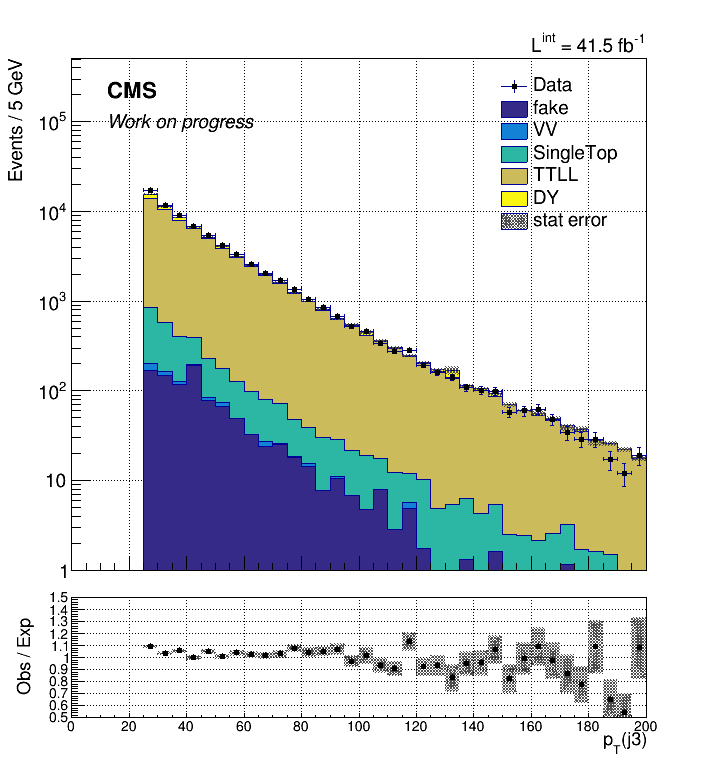 L^int = 41.5 fb^-1
Events / 5 GeV
CMS
Work on progress
Data
fake
VV
SingleTop
TTLL
DY
stat error
10^5
10^4
10^3
10^2
10
1
Obs / Exp
1.5
1.4
1.3
1.2
1.1
1
0.9
0.8
0.7
0.6
0.5
0 20 40 60 80 100 120 140 160 180 200
p_T(j3)